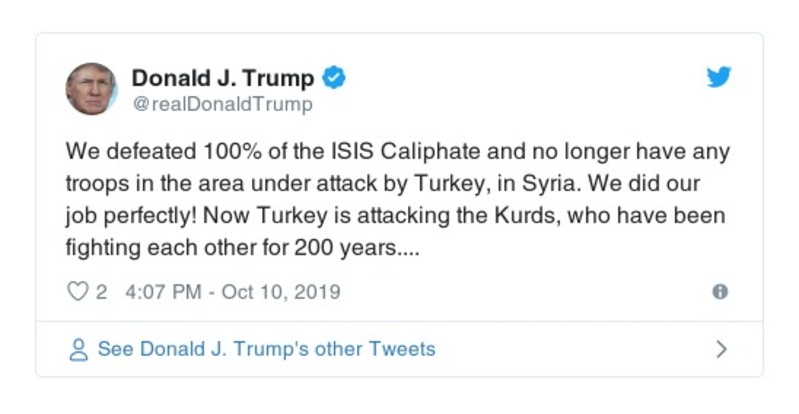 Donald J. Trump
@realDonaldTrump
We defeated 100% of the ISIS Caliphate and no longer have any
troops in the area under attack by Turkey, in Syria. We did our
job perfectly! Now Turkey is attacking the Kurds, who have been
fighting each other for 200 years....
2 4:07 PM - Oct 10, 2019
See Donald J. Trump's other Tweets